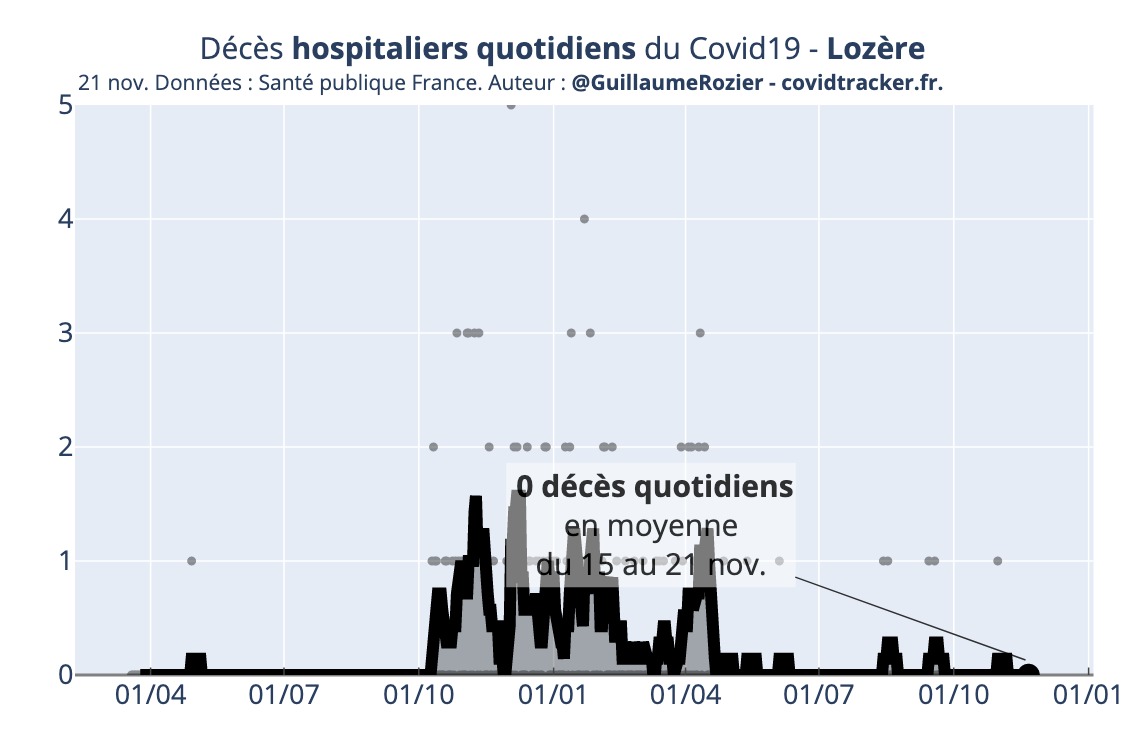 Décès hospitaliers quotidiens du Covid19 - Lozère
21 nov. Données : Santé publique France. Auteur : @GuillaumeRozier - covidtracker.fr.
5
4
3
2
1
0
0 décès quotidiens
en moyenne
du 15 au 21 nov.
01/04 01/07 01/10 01/01 01/04 01/07 01/10 01/01